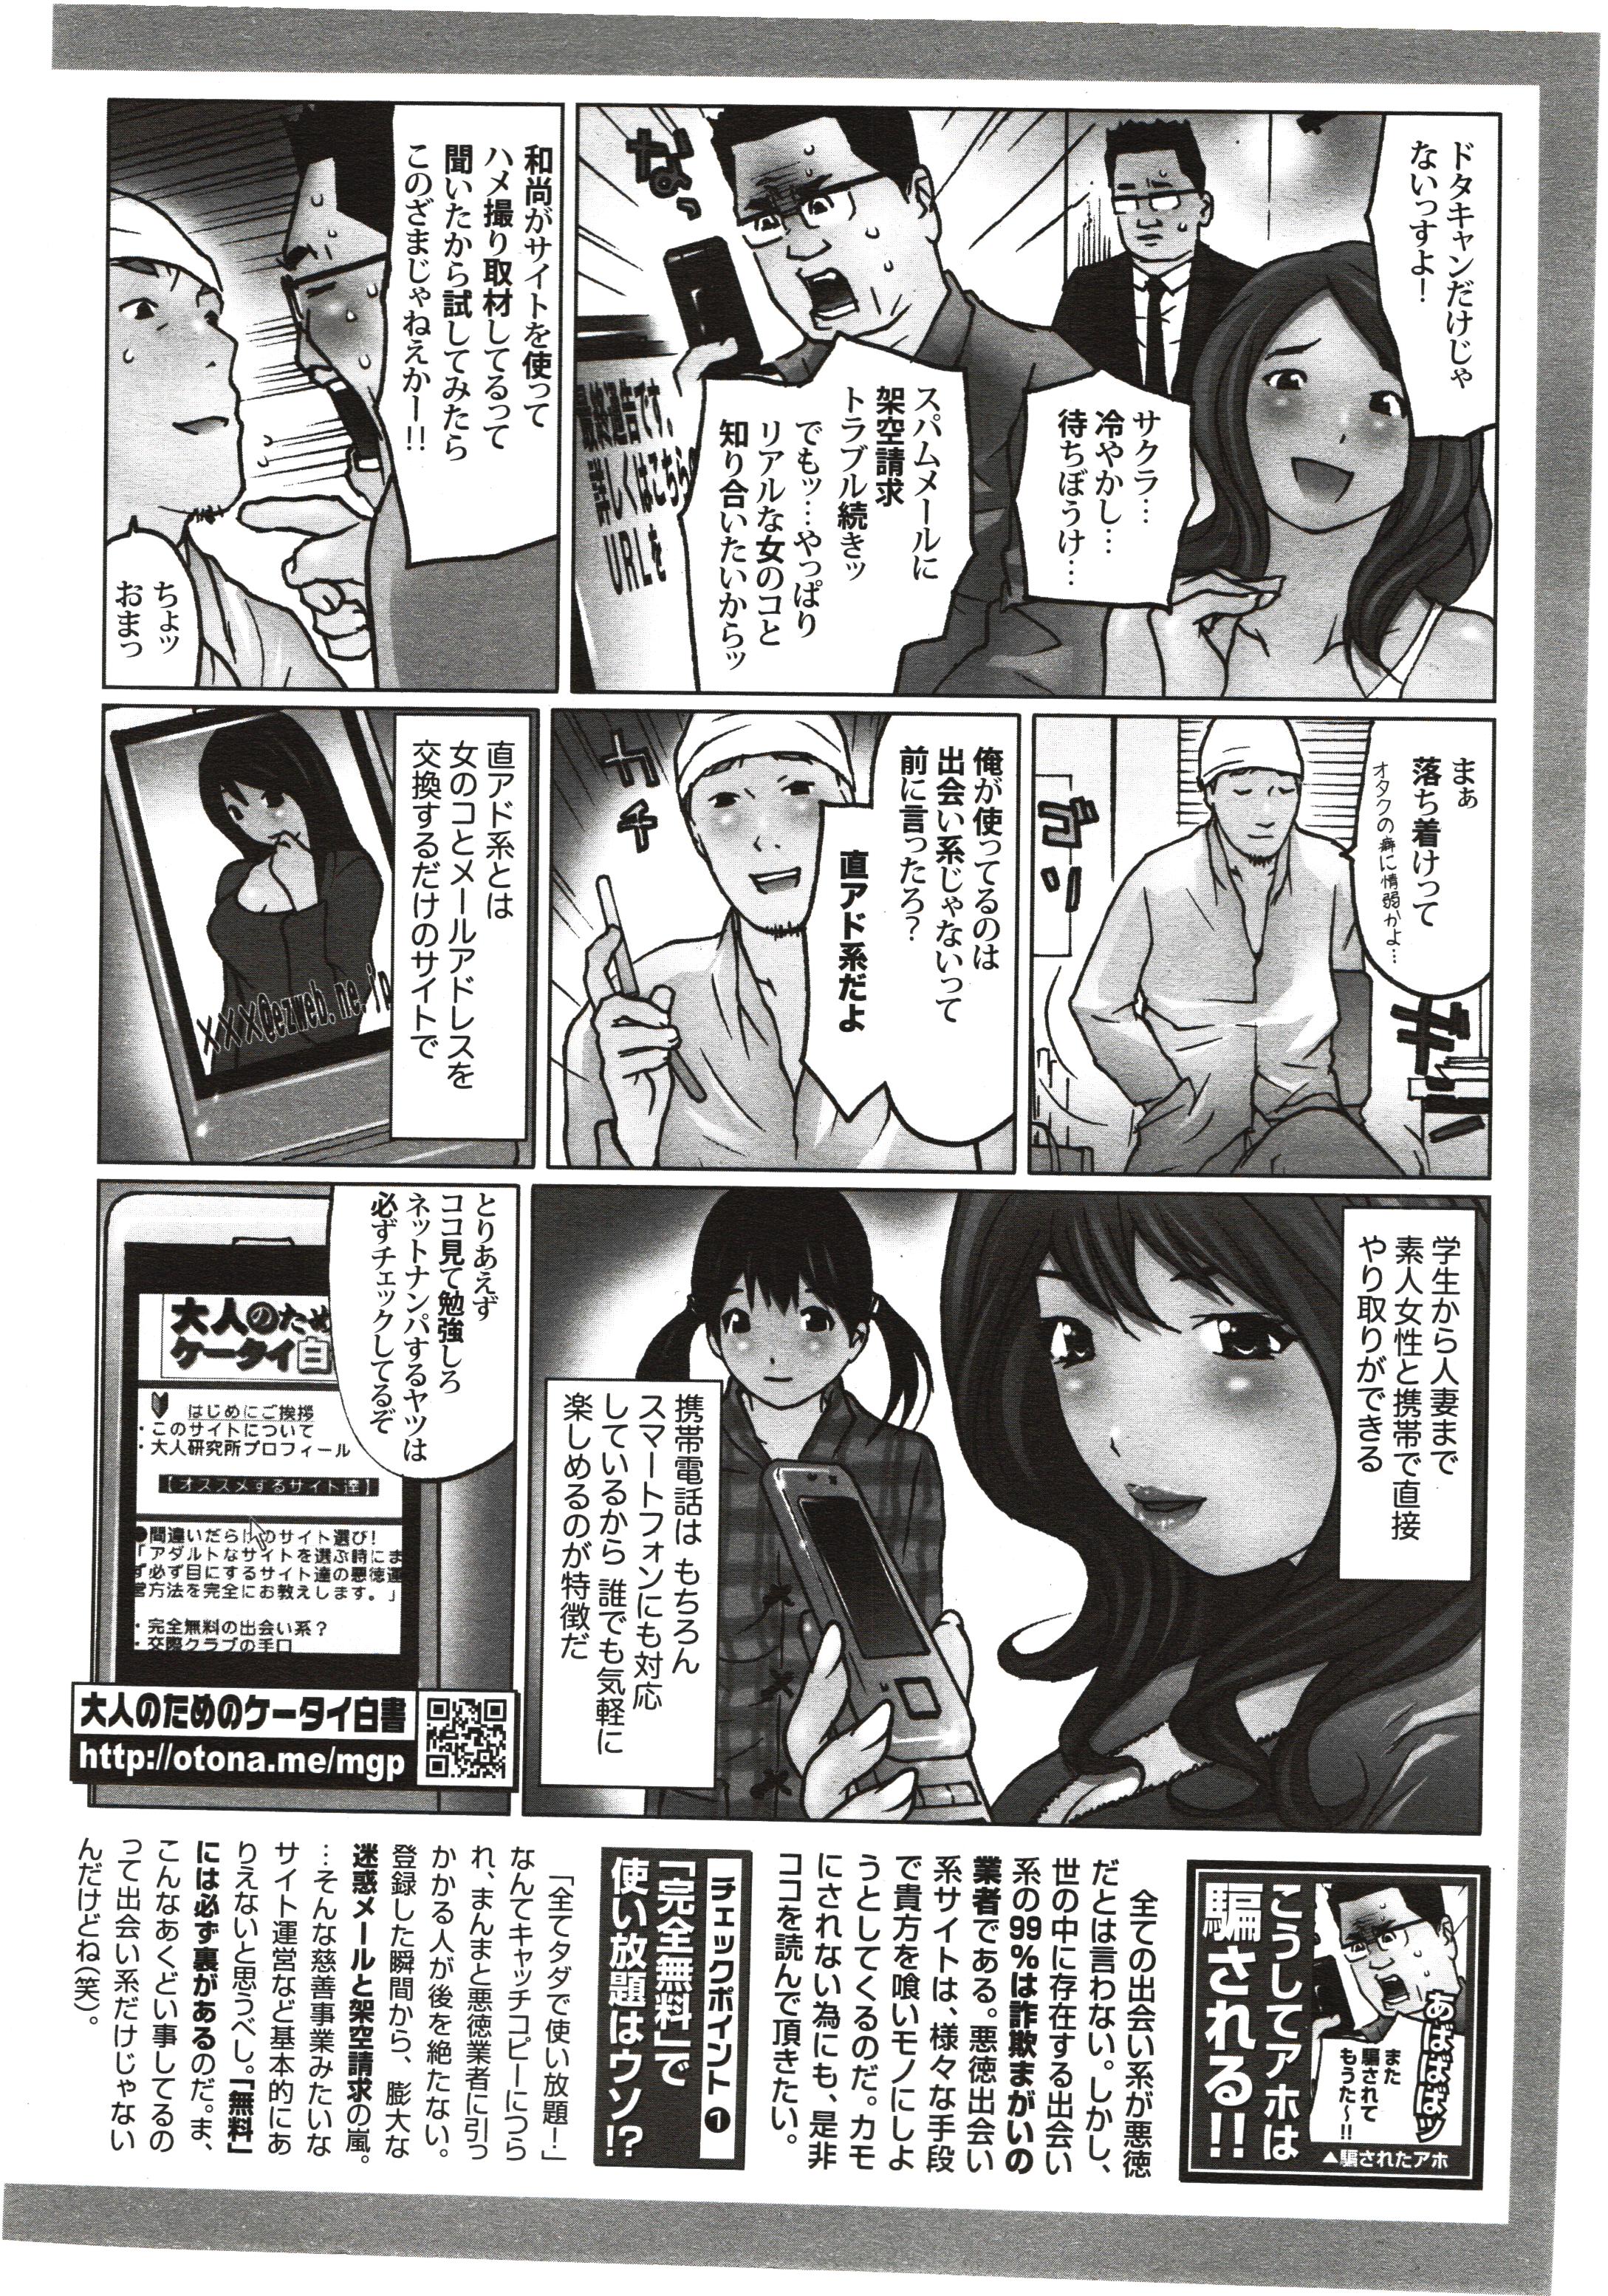 ドタキャンだけじゃ
ないっすよ！
サクラ…
冷やかし…
待ちぼうけ…
なっ
スパムメールに
架空請求
トラブル続きッ
でもッ…やっぱり
リアルな女のコと
知り合いたいからッ
最終通告です。
詳しくはこちらの
URLを
和尚がサイトを使って
ハメ撮り取材してるって
聞いたから試してみたら
このざまじゃねえかー!!
ちょッ
おまっ
まぁ
落ち着けって
オタクの癖に情弱かよ…
ゴソ
ギシ
俺が使ってるのは
出会い系じゃないって
前に言ったろ？
直アド系だよ
カチ
直アド系とは
女のコとメールアドレスを
交換するだけのサイトで
XXX@ezweb.ne.jp
学生から人妻まで
素人女性と携帯で直接
やり取りができる
携帯電話は もちろん
スマートフォンにも対応
しているから 誰でも気軽に
楽しめるのが特徴だ
とりあえず
ココ見て勉強しろ
ネットナンパするヤツは
必ずチェックしてるぞ
大人のため
ケータイ白
はじめにご挨拶
・このサイトについて
・大人研究所プロフィール
【オススメするサイト達】
●間違いだらけのサイト選び！
「アダルトなサイトを選ぶ時にま
ず必ず目にするサイト達の悪徳運
営方法を完全にお教えします。」
・完全無料の出会い系？
・交際クラブの手口
大人のためのケータイ白書
http://otona.me/mgp
あばばばばッ
また
騙されて
もうた～!!
▲騙されたアホ
こうしてアホは
騙される!!
全ての出会い系が悪徳
だとは言わない。しかし、
世の中に存在する出会い
系の99％は詐欺まがいの
業者である。悪徳出会い
系サイトは、様々な手段
で貴方を喰いモノにしよ
うとしてくるのだ。カモ
にされない為にも、是非
ココを読んで頂きたい。
チェックポイント❶
「完全無料」で
使い放題はウソ!?
「全てタダで使い放題！」
なんてキャッチコピーにつら
れ、まんまと悪徳業者に引っ
かかる人が後を絶たない。
登録した瞬間から、膨大な
迷惑メールと架空請求の嵐。
…そんな慈善事業みたいな
サイト運営など基本的にあ
りえないと思うべし。「無料」
には必ず裏があるのだ。ま、
こんなあくどい事してるの
って出会い系だけじゃない
んだけどね（笑）。